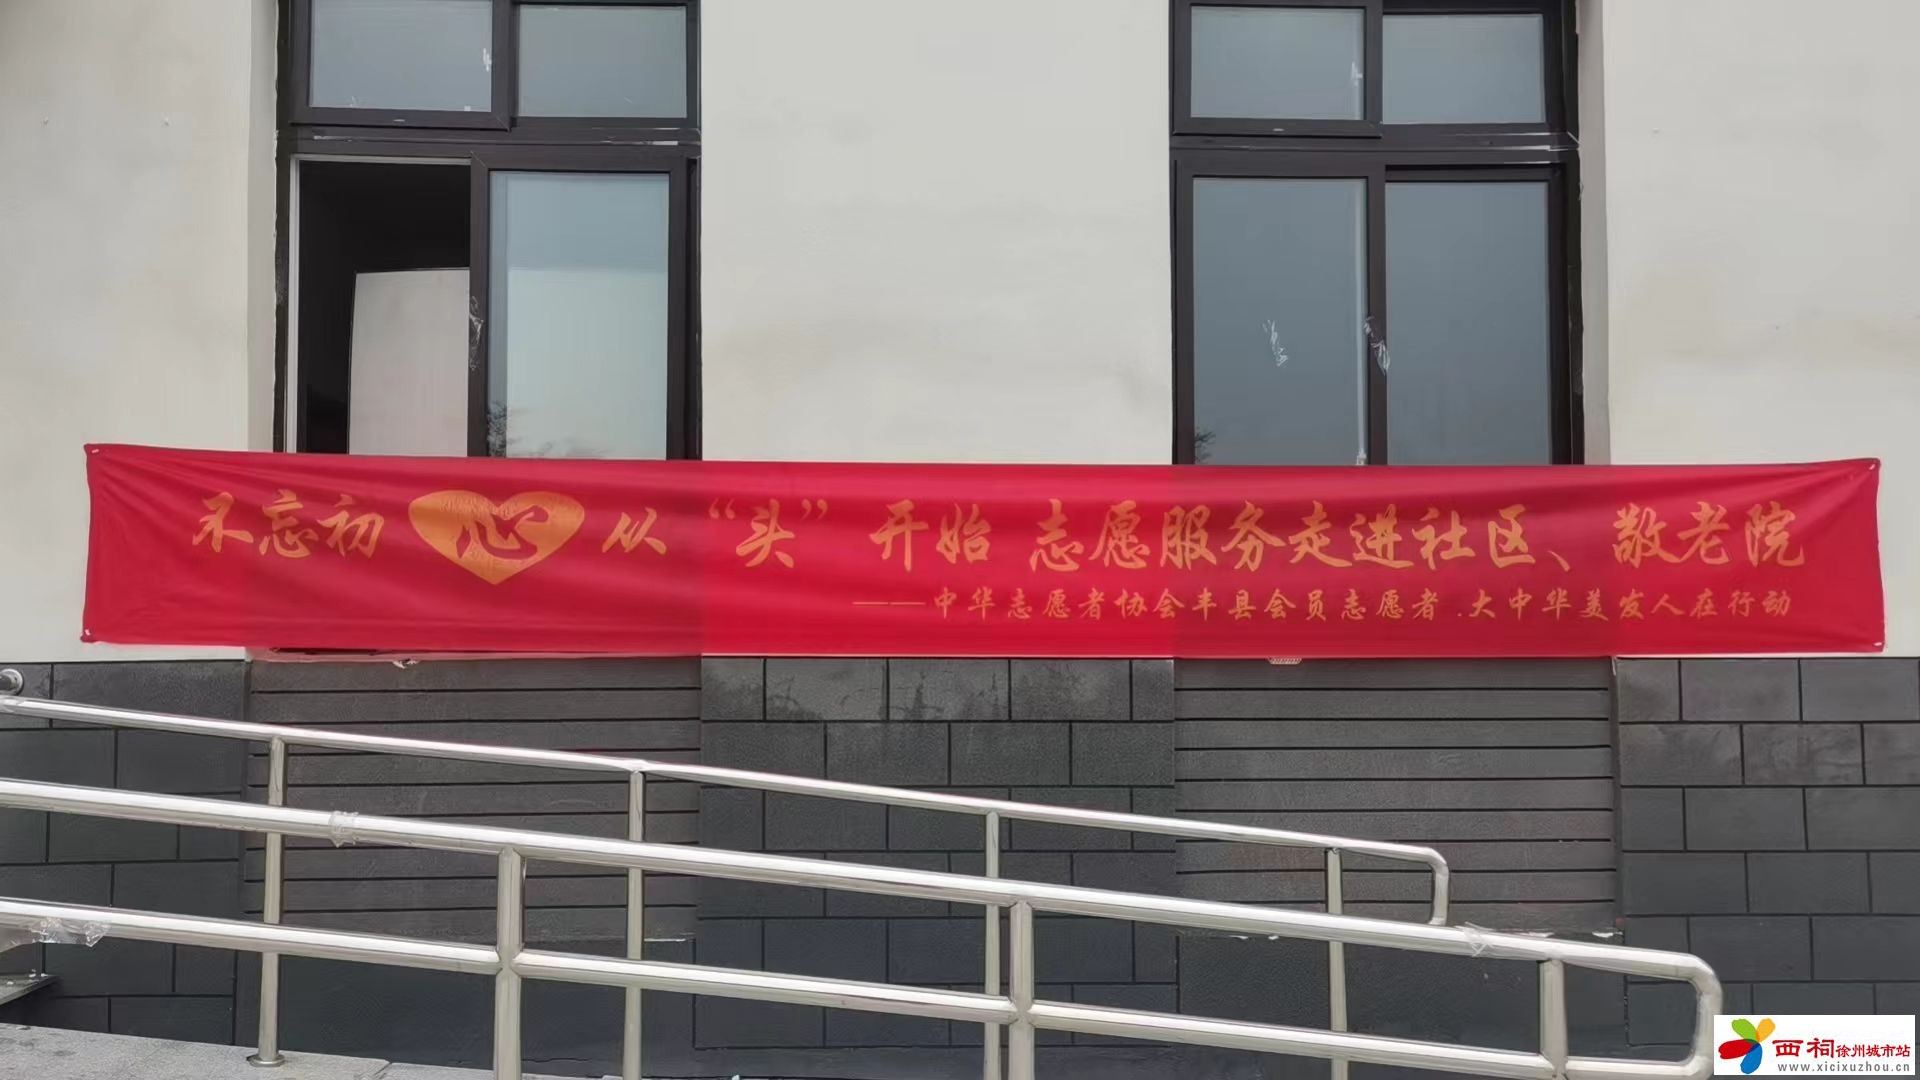 不忘初心从“头”开始 志愿服务走进社区、敬老院
——中华志愿者协会丰县会员志愿者.大中华美发人在行动
西祠徐州城市站
www.xicixuzhou.cn